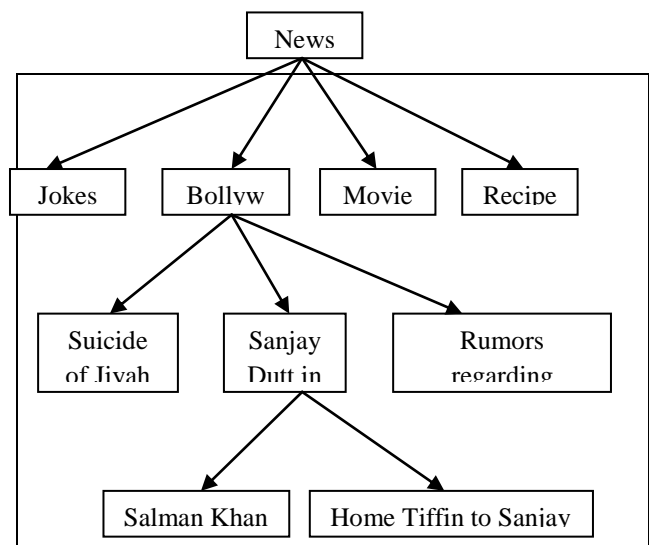 News
Jokes
Bollyw
Movie
Recipe
Suicide
of Jiyah
Sanjay
Dutt in
Rumors
regarding
Salman Khan
Home Tiffin to Sanjay